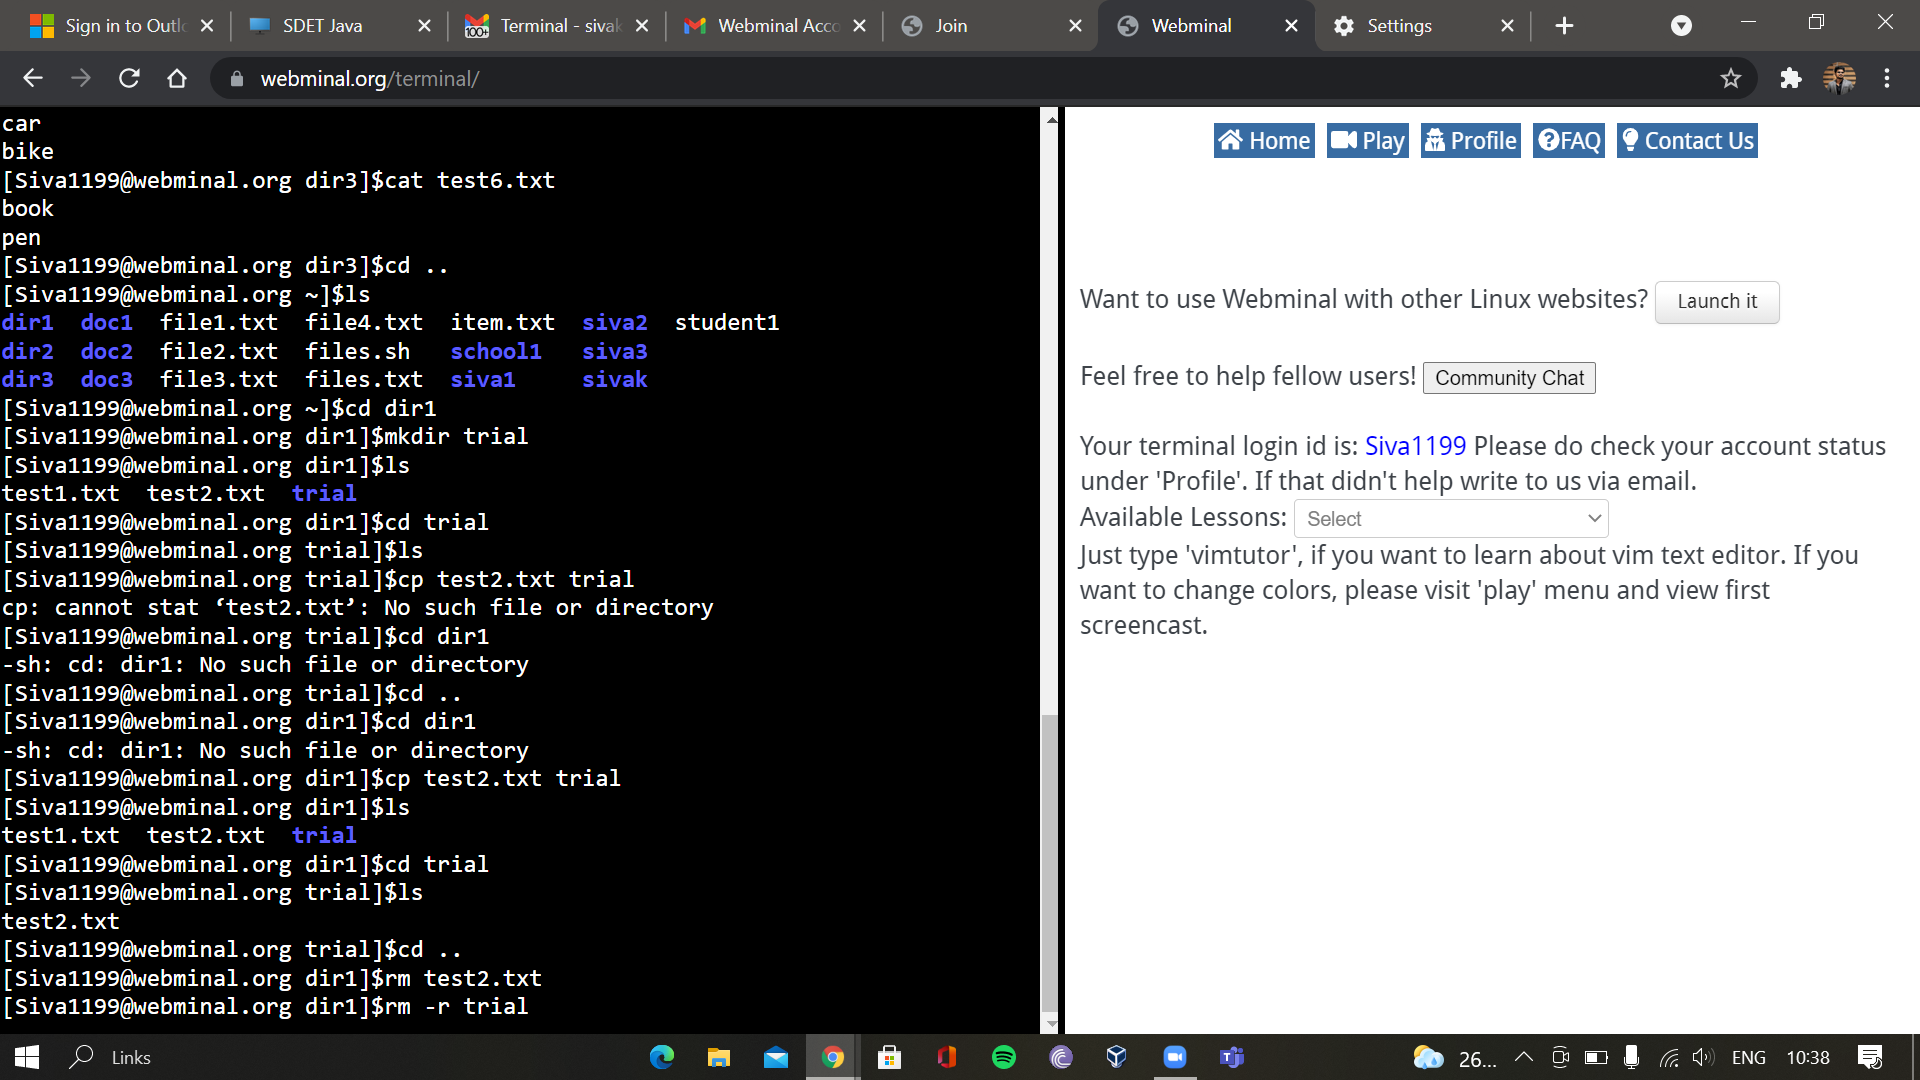 Sign in to Outlo
SDET Java
Terminal - sivak
Webminal Acco
Join
Webminal
Settings
webminal.org/terminal/
car
bike
[Siva1199@webminal.org dir3]$cat test6.txt
book
pen
[Siva1199@webminal.org dir3]$cd ..
[Siva1199@webminal.org ~]$ls
dir1 doc1 file1.txt file4.txt item.txt siva2 student1
dir2 doc2 file2.txt files.sh school1 siva3
dir3 doc3 file3.txt files.txt siva1 sivak
[Siva1199@webminal.org ~]$cd dir1
[Siva1199@webminal.org dir1]$mkdir trial
[Siva1199@webminal.org dir1]$ls
test1.txt test2.txt trial
[Siva1199@webminal.org dir1]$cd trial
[Siva1199@webminal.org trial]$ls
[Siva1199@webminal.org trial]$cp test2.txt trial
cp: cannot stat ‘test2.txt’: No such file or directory
[Siva1199@webminal.org trial]$cd dir1
-sh: cd: dir1: No such file or directory
[Siva1199@webminal.org trial]$cd ..
[Siva1199@webminal.org dir1]$cd dir1
-sh: cd: dir1: No such file or directory
[Siva1199@webminal.org dir1]$cp test2.txt trial
[Siva1199@webminal.org dir1]$ls
test1.txt test2.txt trial
[Siva1199@webminal.org dir1]$cd trial
[Siva1199@webminal.org trial]$ls
test2.txt
[Siva1199@webminal.org trial]$cd ..
[Siva1199@webminal.org dir1]$rm test2.txt
[Siva1199@webminal.org dir1]$rm -r trial
Home Play Profile FAQ Contact Us
Want to use Webminal with other Linux websites? Launch it
Feel free to help fellow users! Community Chat
Your terminal login id is: Siva1199 Please do check your account status
under 'Profile'. If that didn't help write to us via email.
Available Lessons: Select
Just type 'vimtutor', if you want to learn about vim text editor. If you
want to change colors, please visit 'play' menu and view first
screencast.
Links
26...
ENG
10:38